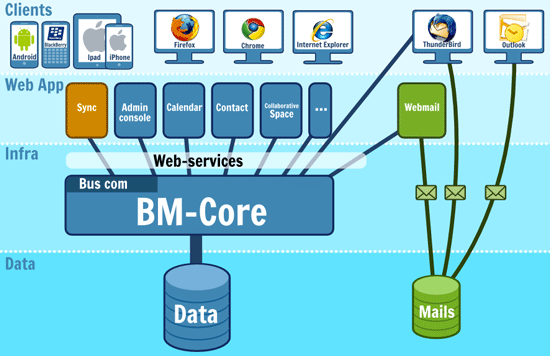 Clients
Android
BlackBerry
Ipad
iPhone
Firefox
Chrome
Internet Explorer
ThunderBird
Outlook
Web App
Sync
Admin
console
Calendar
Contact
Collaborative
Space
...
Webmail
Infra
Web-services
Bus com
BM-Core
Data
Data
Mails